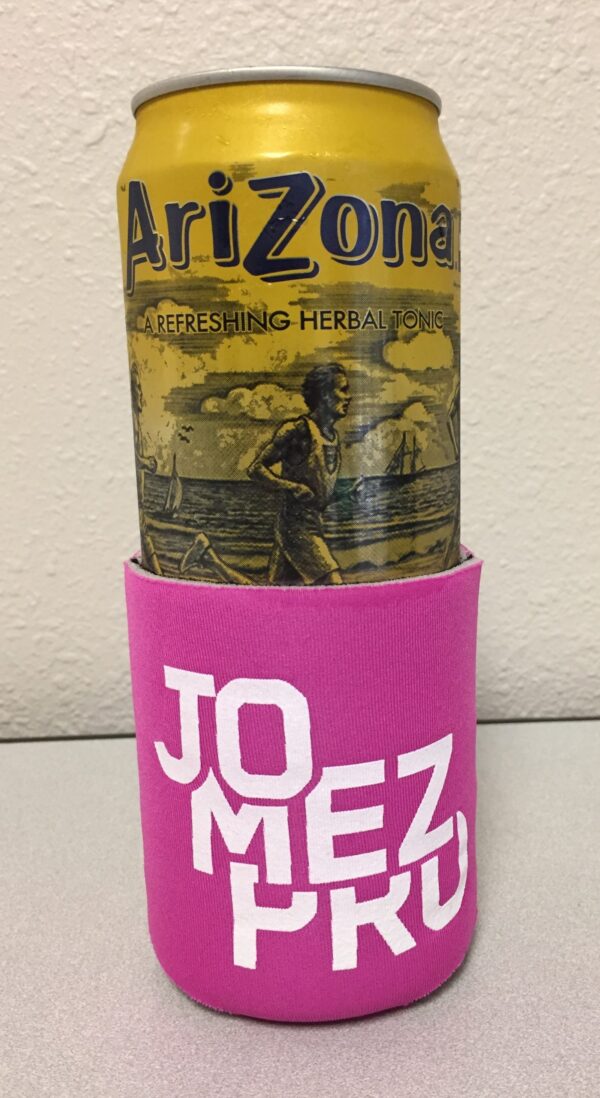 AriZona
A REFRESHING HERBAL TONIC
JO
MEZ
PRO